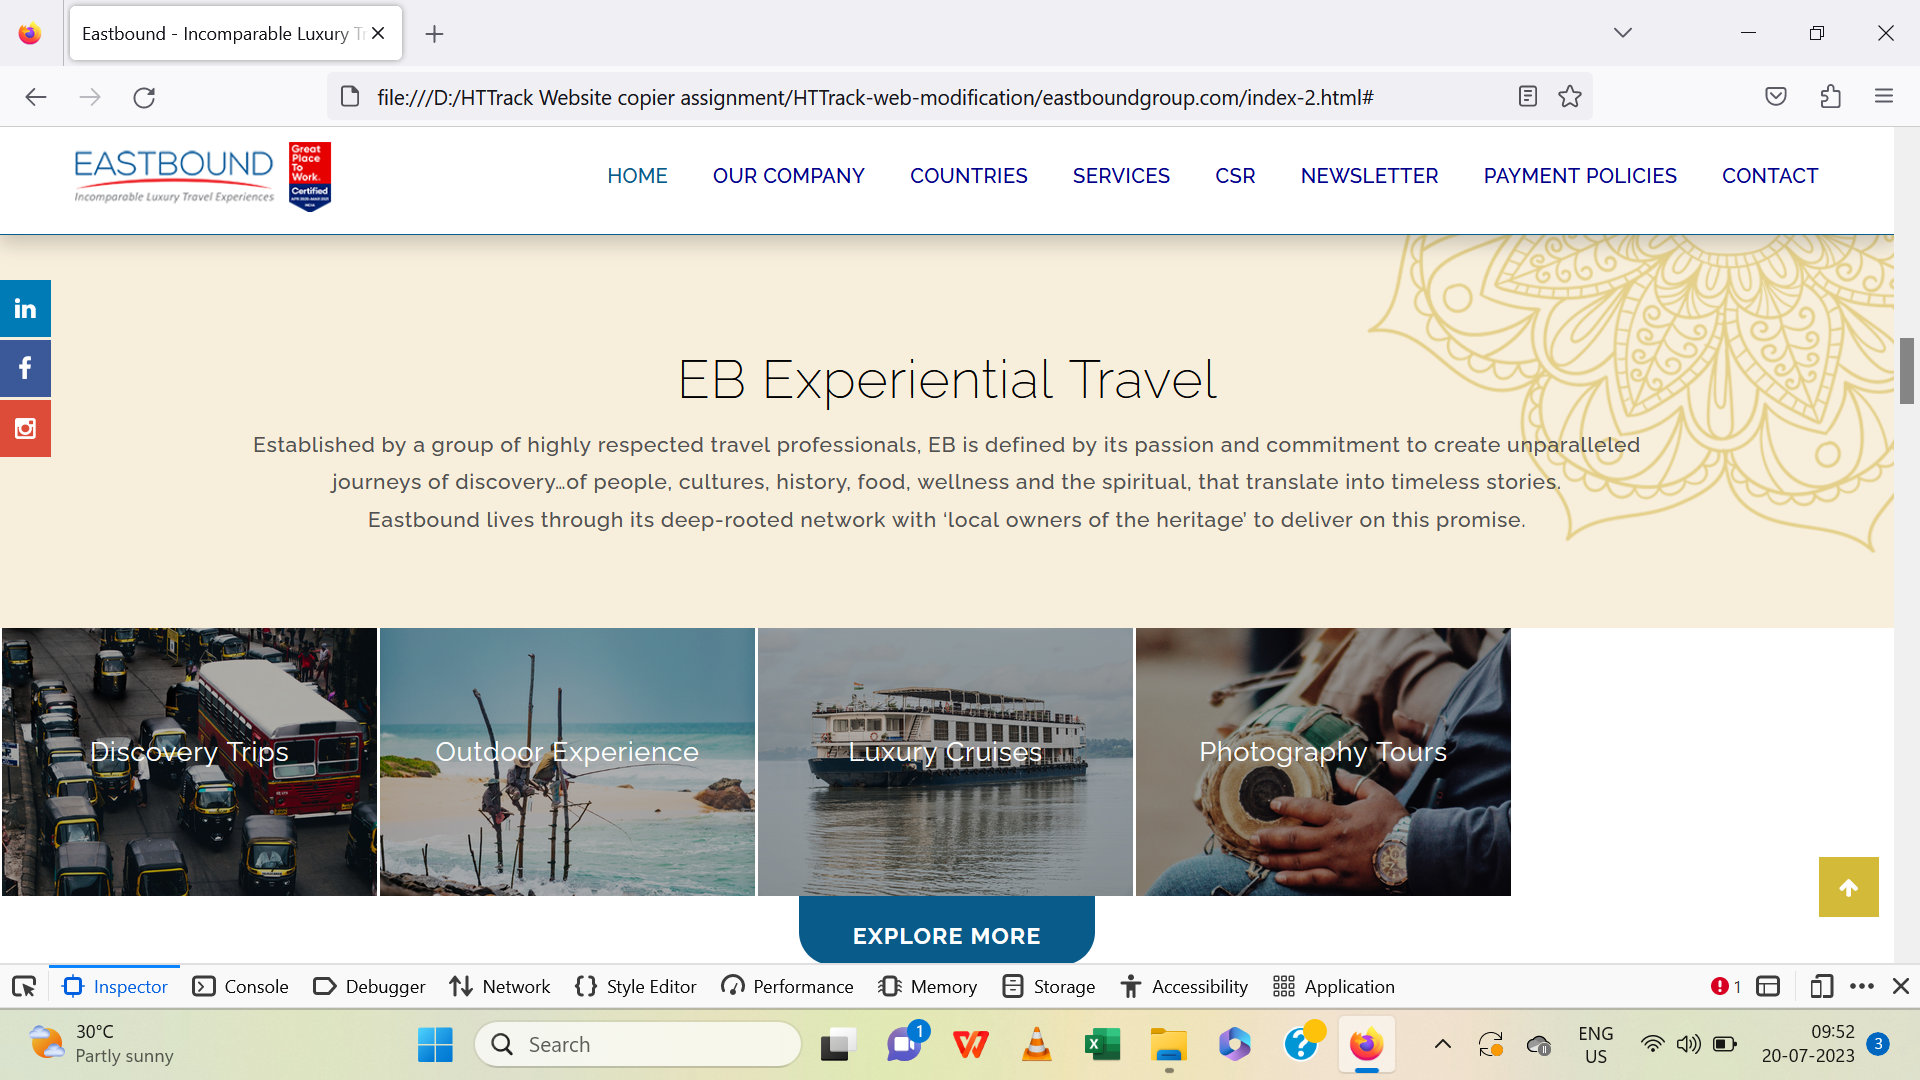 Eastbound - Incomparable Luxury Tr
file:///D:/HTTrack Website copier assignment/HTTrack-web-modification/eastboundgroup.com/index-2.html#
EASTBOUND
Incomparable Luxury Travel Experiences
Great
Place
To
Work.
Certified
INDIA
HOME
OUR COMPANY
COUNTRIES
SERVICES
CSR
NEWSLETTER
PAYMENT POLICIES
CONTACT
in
f
EB Experiential Travel
Established by a group of highly respected travel professionals, EB is defined by its passion and commitment to create unparalleled
journeys of discovery…of people, cultures, history, food, wellness and the spiritual, that translate into timeless stories.
Eastbound lives through its deep-rooted network with ‘local owners of the heritage’ to deliver on this promise.
Discovery Trips
Outdoor Experience
Luxury Cruises
Photography Tours
EXPLORE MORE
Inspector
Console
Debugger
Network
Style Editor
Performance
Memory
Storage
Accessibility
Application
1
30°C
Partly sunny
Search
1
ENG
US
09:52
20-07-2023
3